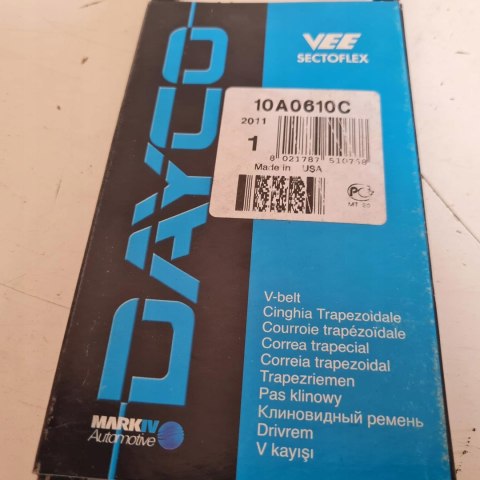 VEE
SECTOFLEX
DAYCO
10A0610C
2011
1
8 021787 510738
Made in USA
PC
V-belt
Cinghia Trapezoidale
Courroie trapézoïdale
Correa trapecial
Correia trapezoidal
Trapezriemen
Pas klinowy
Клиновидный ремень
Drivrem
V kayışı
MARK IV
Automotive